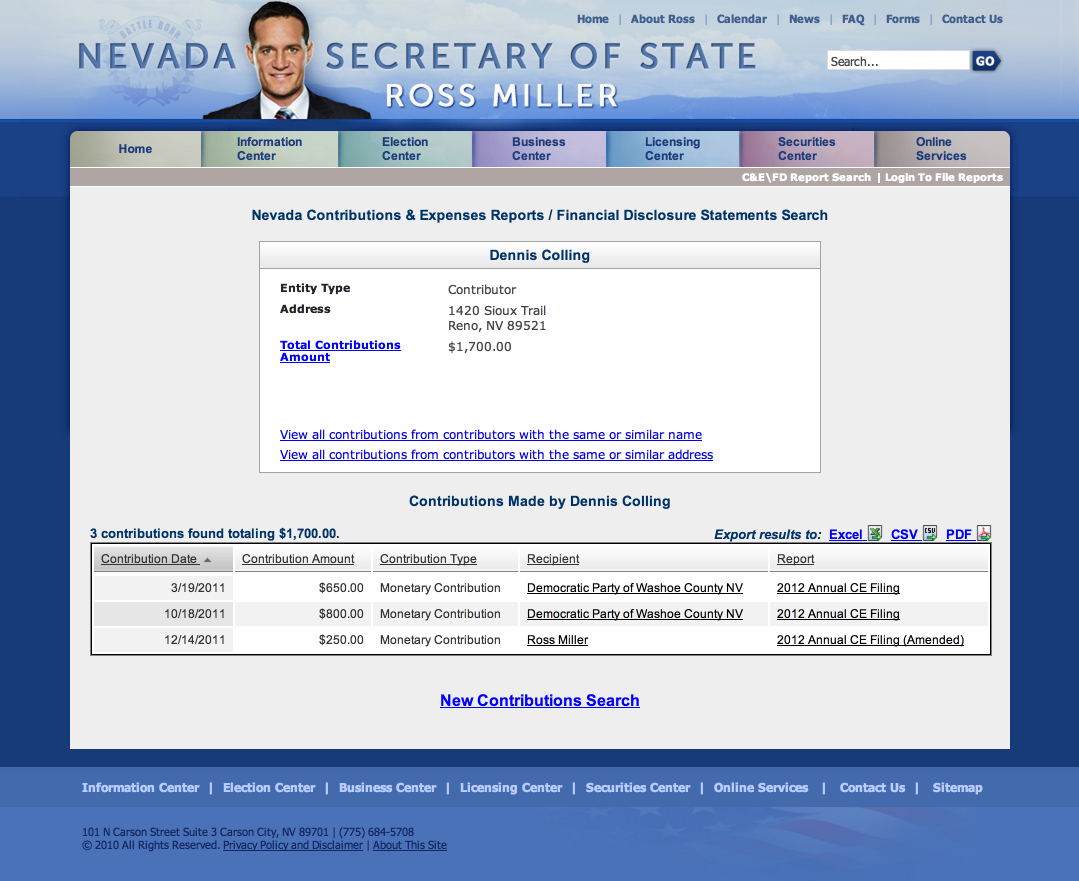 Home | About Ross | Calendar | News | FAQ | Forms | Contact Us
BATTLE BORN
NEVADA SECRETARY OF STATE
ROSS MILLER
Search... GO
Home
Information Center
Election Center
Business Center
Licensing Center
Securities Center
Online Services
C&E\FD Report Search | Login To File Reports
Nevada Contributions & Expenses Reports / Financial Disclosure Statements Search
Dennis Colling
Entity Type Contributor
Address 1420 Sioux Trail
Reno, NV 89521
Total Contributions Amount $1,700.00
View all contributions from contributors with the same or similar name
View all contributions from contributors with the same or similar address
Contributions Made by Dennis Colling
3 contributions found totaling $1,700.00. Export results to: Excel CSV PDF
Contribution Date Contribution Amount Contribution Type Recipient Report
3/19/2011 $650.00 Monetary Contribution Democratic Party of Washoe County NV 2012 Annual CE Filing
10/18/2011 $800.00 Monetary Contribution Democratic Party of Washoe County NV 2012 Annual CE Filing
12/14/2011 $250.00 Monetary Contribution Ross Miller 2012 Annual CE Filing (Amended)
New Contributions Search
Information Center | Election Center | Business Center | Licensing Center | Securities Center | Online Services | Contact Us | Sitemap
101 N Carson Street Suite 3 Carson City, NV 89701 | (775) 684-5708
© 2010 All Rights Reserved. Privacy Policy and Disclaimer | About This Site